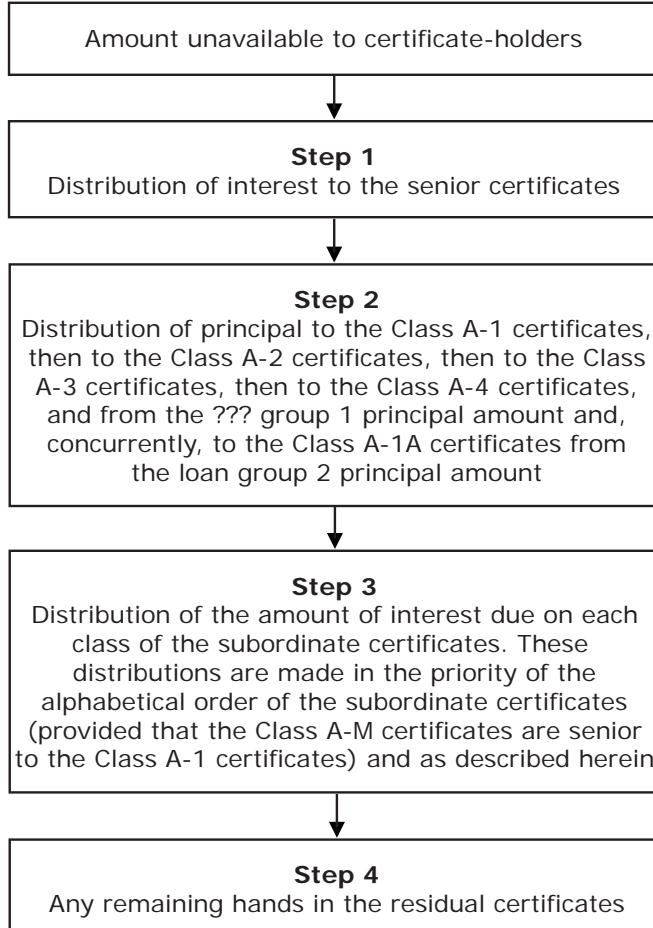 Amount unavailable to certificate-holders
Step 1
Distribution of interest to the senior certificates
Step 2
Distribution of principal to the Class A-1 certificates,
then to the Class A-2 certificates, then to the Class
A-3 certificates, then to the Class A-4 certificates,
and from the ??? group 1 principal amount and,
concurrently, to the Class A-1A certificates from
the loan group 2 principal amount
Step 3
Distribution of the amount of interest due on each
class of the subordinate certificates. These
distributions are made in the priority of the
alphabetical order of the subordinate certificates
(provided that the Class A-M certificates are senior
to the Class A-1 certificates) and as described herein
Step 4
Any remaining hands in the residual certificates